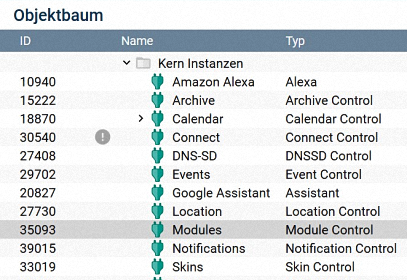 Objektbaum
ID Name Typ
Kern Instanzen
10940 Amazon Alexa Alexa
15222 Archive Archive Control
18870 Calendar Calendar Control
30540 Connect Connect Control
27408 DNS-SD DNSSD Control
29702 Events Event Control
20827 Google Assistant Assistant
27730 Location Location Control
35093 Modules Module Control
39015 Notifications Notification Control
33019 Skins Skin Control